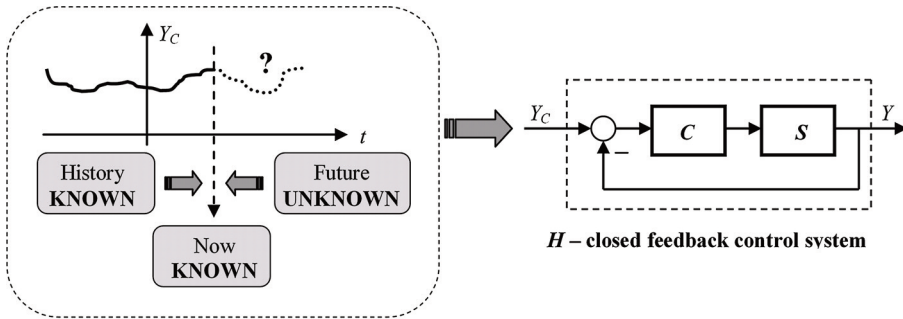 Y_C
?
t
History
KNOWN
Future
UNKNOWN
Now
KNOWN
Y_C
C
S
Y
–
H – closed feedback control system